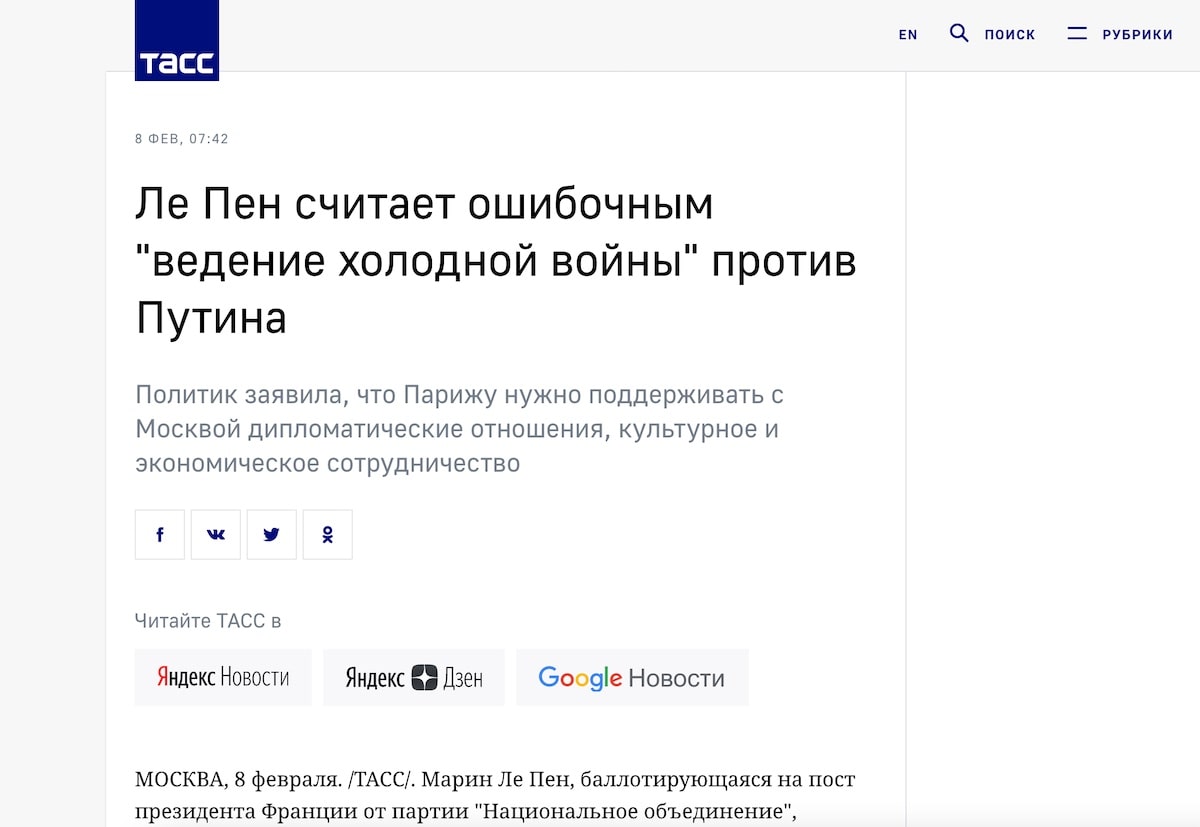 ТАСС
EN ПОИСК РУБРИКИ
8 ФЕВ, 07:42
Ле Пен считает ошибочным
"ведение холодной войны" против
Путина
Политик заявила, что Парижу нужно поддерживать с
Москвой дипломатические отношения, культурное и
экономическое сотрудничество
Читайте ТАСС в
Яндекс Новости Яндекс Дзен Google Новости
МОСКВА, 8 февраля. /ТАСС/. Марин Ле Пен, баллотирующаяся на пост
президента Франции от партии "Национальное объединение",